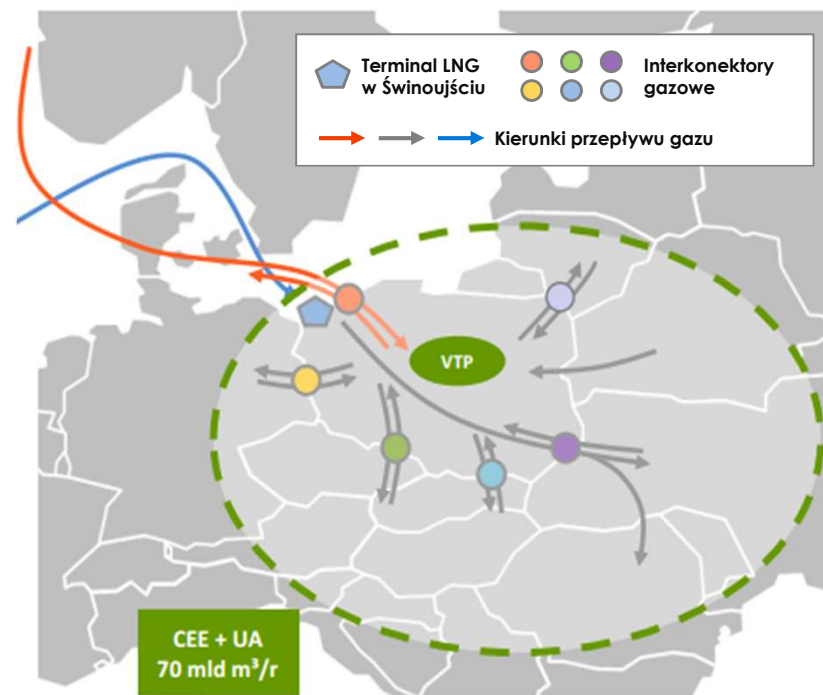 Terminal LNG
w Świnoujściu
Interkonektory
gazowe
Kierunki przepływu gazu
VTP
CEE + UA
70 mld m³/r